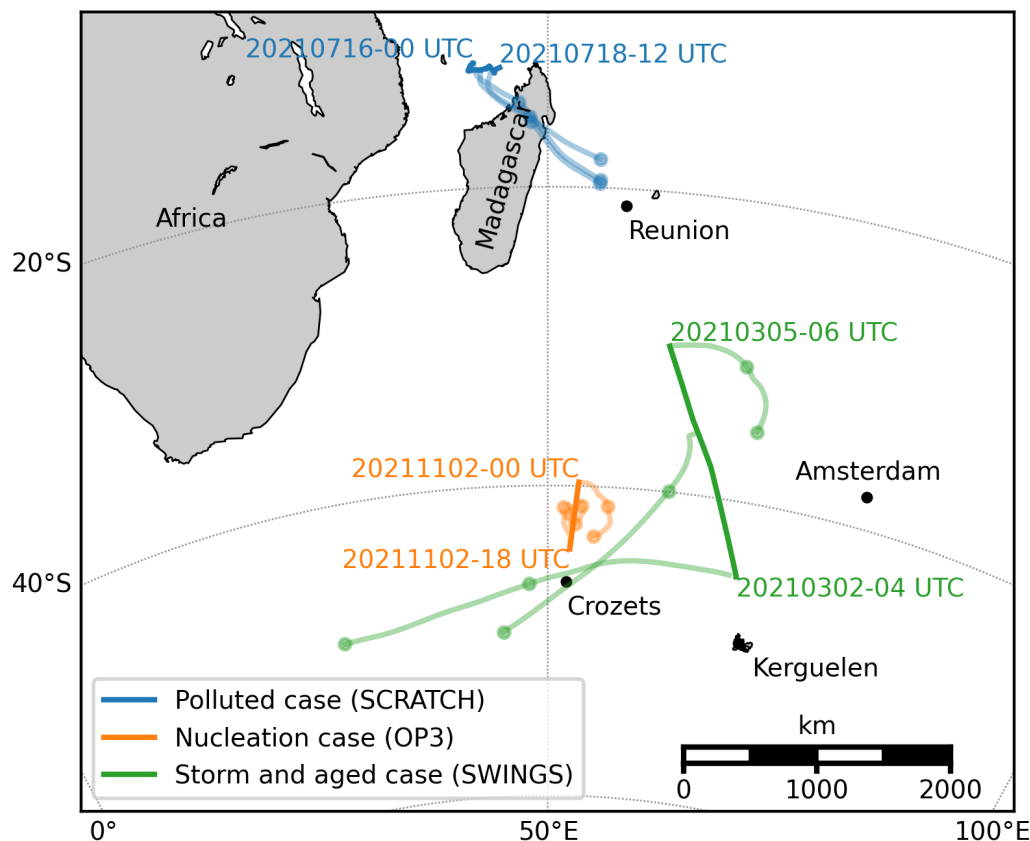 20210716-00 UTC
20210718-12 UTC
Madagascar
Africa
Reunion
20°S
20210305-06 UTC
20211102-00 UTC
Amsterdam
20211102-18 UTC
40°S
20210302-04 UTC
Crozets
Kerguelen
Polluted case (SCRATCH)
Nucleation case (OP3)
Storm and aged case (SWINGS)
km
0 1000 2000
0° 50°E 100°E